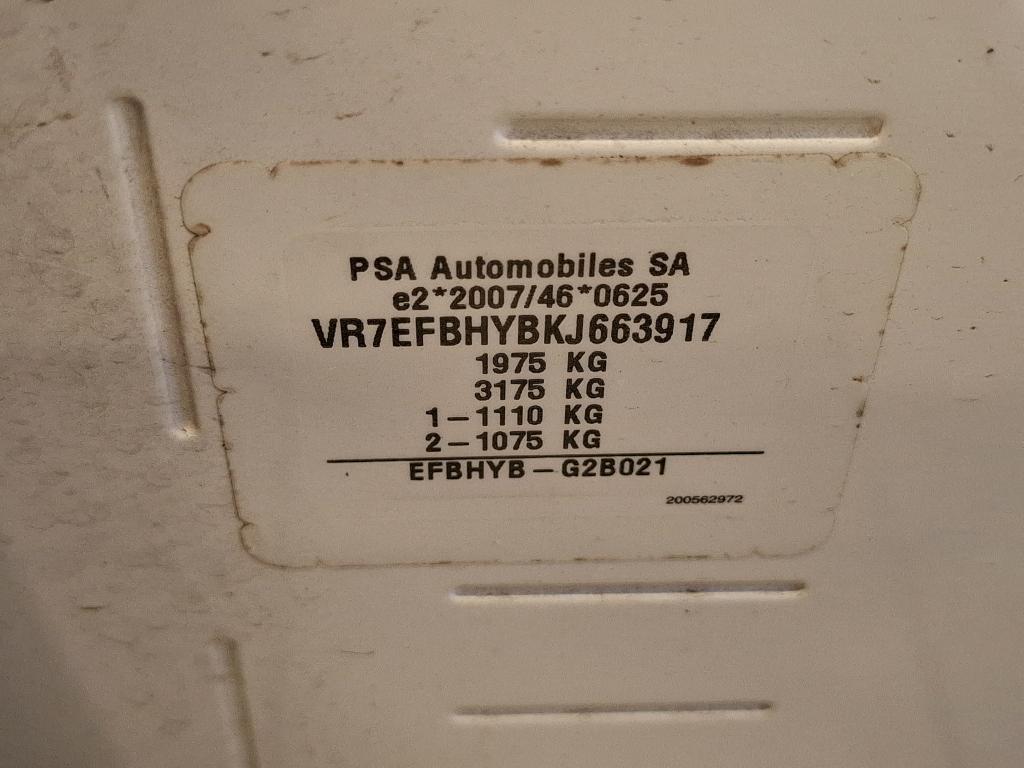 PSA Automobiles SA
e2*2007/46*0625
VR7EFBHYBKJ663917
1975 KG
3175 KG
1-1110 KG
2-1075 KG
EFBHYB-G2B021
200562972